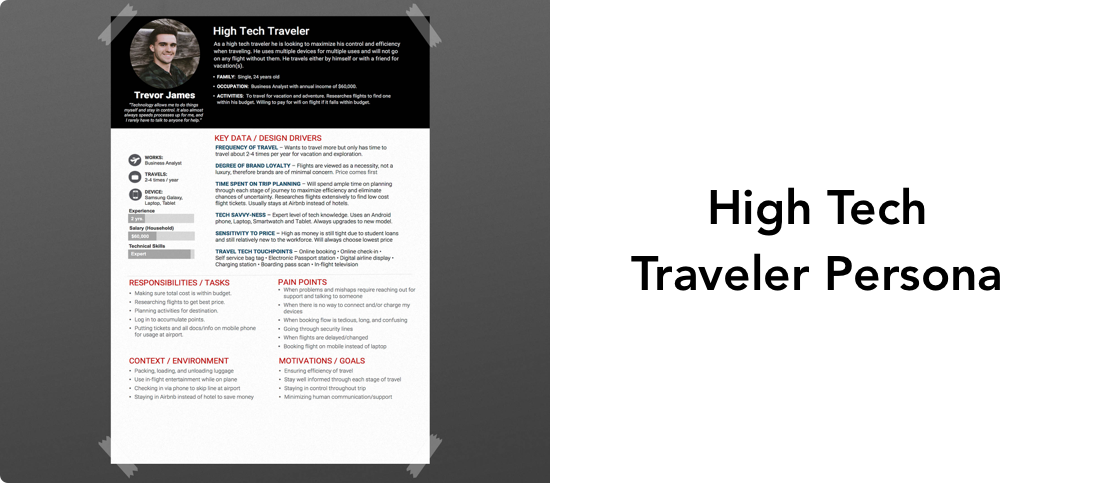 High Tech Traveler
As a high tech traveler he is looking to maximize his control and efficiency
when traveling. He uses multiple devices for multiple uses and will not go
on any flight without them. He travels either by himself or with a friend for
vacation(s).
• FAMILY: Single, 24 years old
• OCCUPATION: Business Analyst with annual income of $60,000.
• ACTIVITIES: To travel for vacation and adventure. Researches flights to find one
within his budget. Willing to pay for wifi on flight if it falls within budget.
Trevor James
"Technology allows me to do things
myself and stay in control. It also almost
always speeds processes up for me, and
I rarely have to talk to anyone for help."
WORKS:
Business Analyst
TRAVELS:
2-4 times / year
DEVICE:
Samsung Galaxy,
Laptop, Tablet
Experience
2 yrs
Salary (Household)
$60,000
Technical Skills
Expert
KEY DATA / DESIGN DRIVERS
FREQUENCY OF TRAVEL – Wants to travel more but only has time to
travel about 2-4 times per year for vacation and exploration.
DEGREE OF BRAND LOYALTY – Flights are viewed as a necessity, not a
luxury, therefore brands are of minimal concern. Price comes first
TIME SPENT ON TRIP PLANNING – Will spend ample time on planning
through each stage of journey to maximize efficiency and eliminate
chances of uncertainty. Researches flights extensively to find low cost
flight tickets. Usually stays at Airbnb instead of hotels.
TECH SAVVY-NESS – Expert level of tech knowledge. Uses an Android
phone, Laptop, Smartwatch and Tablet. Always upgrades to new model.
SENSITIVITY TO PRICE – High as money is still tight due to student loans
and still relatively new to the workforce. Will always choose lowest price
TRAVEL TECH TOUCHPOINTS – Online booking • Online check-in •
Self service bag tag • Electronic Passport station • Digital airline display •
Charging station • Boarding pass scan • In-flight television
RESPONSIBILITIES / TASKS
• Making sure total cost is within budget.
• Researching flights to get best price.
• Planning activities for destination.
• Log in to accumulate points.
• Putting tickets and all docs/info on mobile phone
for usage at airport.
PAIN POINTS
• When problems and mishaps require reaching out for
support and talking to someone
• When there is no way to connect and/or charge my
devices
• When booking flow is tedious, long, and confusing
• Going through security lines
• When flights are delayed/changed
• Booking flight on mobile instead of laptop
CONTEXT / ENVIRONMENT
• Packing, loading, and unloading luggage
• Use in-flight entertainment while on plane
• Checking in via phone to skip line at airport
• Staying in Airbnb instead of hotel to save money
MOTIVATIONS / GOALS
• Ensuring efficiency of travel
• Stay well informed through each stage of travel
• Staying in control throughout trip
• Minimizing human communication/support
High Tech
Traveler Persona